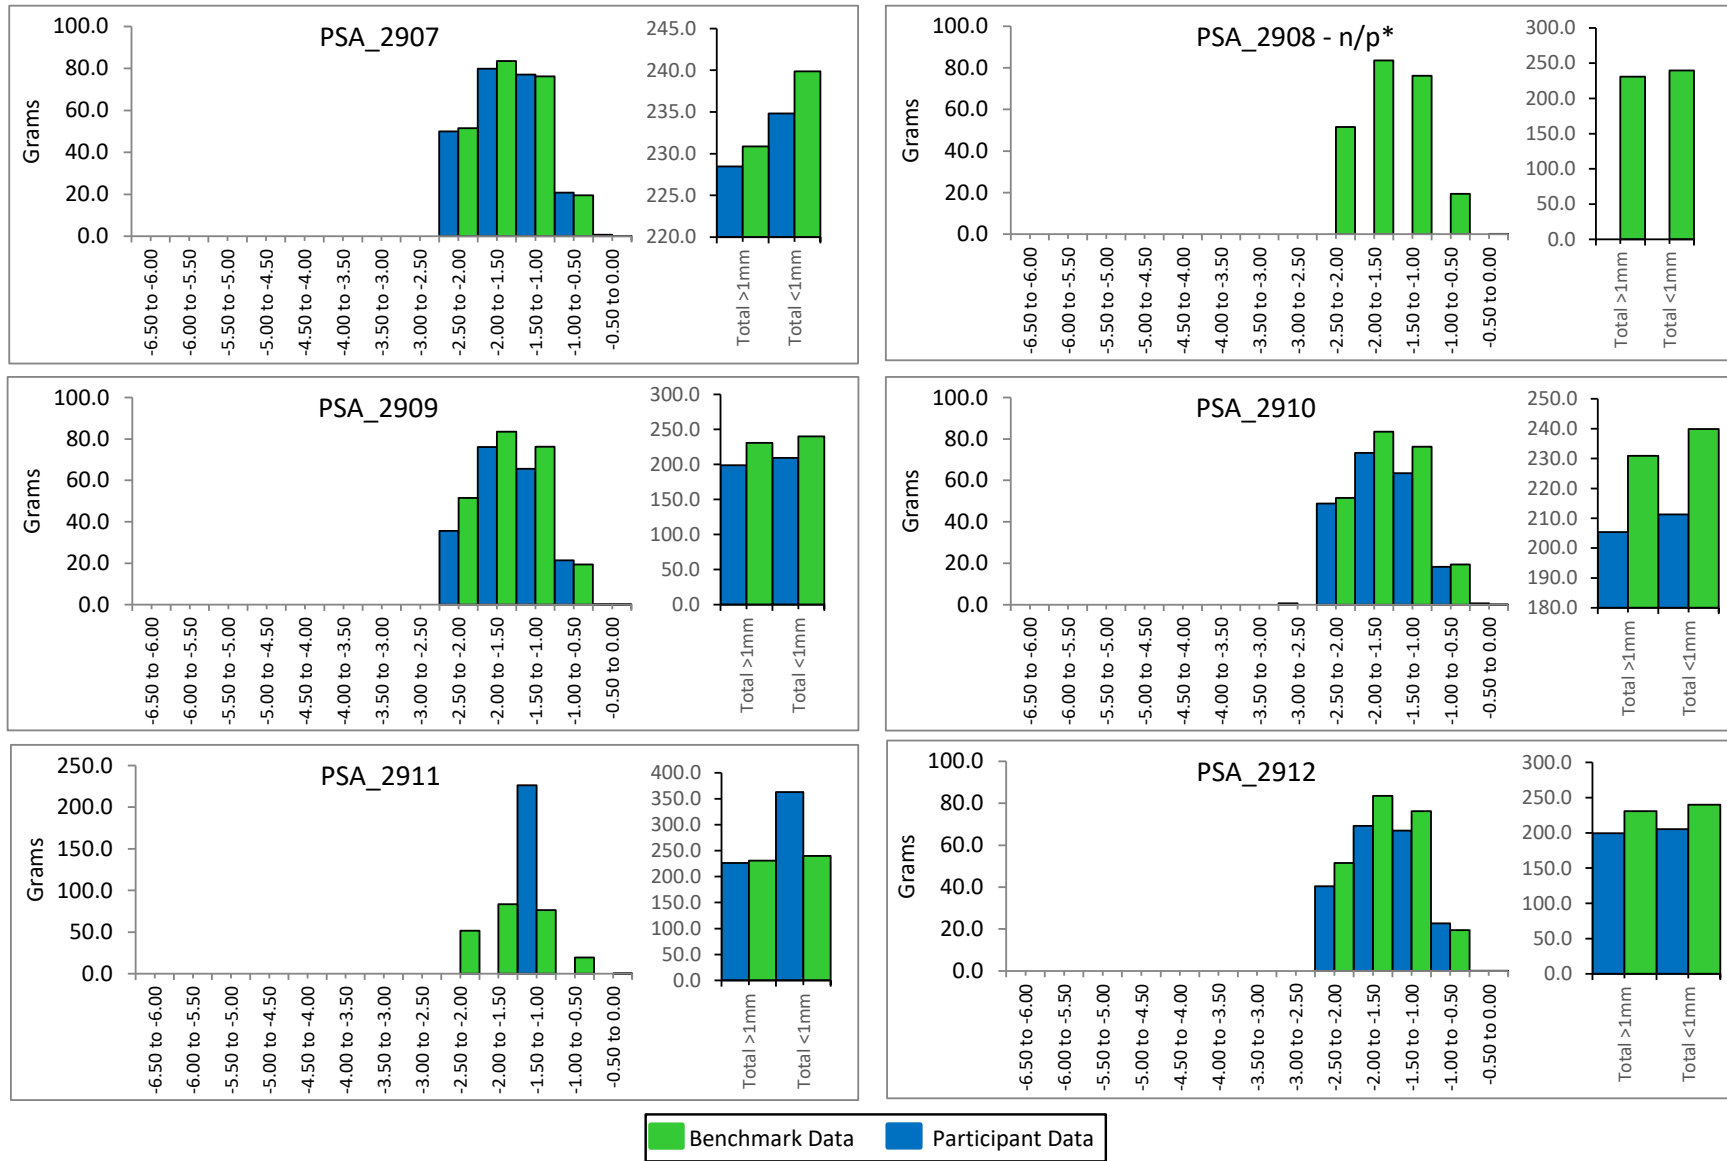 PSA_2907
Grams
100.0
80.0
60.0
40.0
20.0
0.0
-6.50 to -6.00
-6.00 to -5.50
-5.50 to -5.00
-5.00 to -4.50
-4.50 to -4.00
-4.00 to -3.50
-3.50 to -3.00
-3.00 to -2.50
-2.50 to -2.00
-2.00 to -1.50
-1.50 to -1.00
-1.00 to -0.50
-0.50 to 0.00
245.0
240.0
235.0
230.0
225.0
220.0
Total >1mm
Total <1mm
PSA_2908 - n/p*
Grams
100.0
80.0
60.0
40.0
20.0
0.0
-6.50 to -6.00
-6.00 to -5.50
-5.50 to -5.00
-5.00 to -4.50
-4.50 to -4.00
-4.00 to -3.50
-3.50 to -3.00
-3.00 to -2.50
-2.50 to -2.00
-2.00 to -1.50
-1.50 to -1.00
-1.00 to -0.50
-0.50 to 0.00
300.0
250.0
200.0
150.0
100.0
50.0
0.0
Total >1mm
Total <1mm
PSA_2909
Grams
100.0
80.0
60.0
40.0
20.0
0.0
-6.50 to -6.00
-6.00 to -5.50
-5.50 to -5.00
-5.00 to -4.50
-4.50 to -4.00
-4.00 to -3.50
-3.50 to -3.00
-3.00 to -2.50
-2.50 to -2.00
-2.00 to -1.50
-1.50 to -1.00
-1.00 to -0.50
-0.50 to 0.00
300.0
250.0
200.0
150.0
100.0
50.0
0.0
Total >1mm
Total <1mm
PSA_2910
Grams
100.0
80.0
60.0
40.0
20.0
0.0
-6.50 to -6.00
-6.00 to -5.50
-5.50 to -5.00
-5.00 to -4.50
-4.50 to -4.00
-4.00 to -3.50
-3.50 to -3.00
-3.00 to -2.50
-2.50 to -2.00
-2.00 to -1.50
-1.50 to -1.00
-1.00 to -0.50
-0.50 to 0.00
250.0
240.0
230.0
220.0
210.0
200.0
190.0
180.0
Total >1mm
Total <1mm
PSA_2911
Grams
250.0
200.0
150.0
100.0
50.0
0.0
-6.50 to -6.00
-6.00 to -5.50
-5.50 to -5.00
-5.00 to -4.50
-4.50 to -4.00
-4.00 to -3.50
-3.50 to -3.00
-3.00 to -2.50
-2.50 to -2.00
-2.00 to -1.50
-1.50 to -1.00
-1.00 to -0.50
-0.50 to 0.00
400.0
350.0
300.0
250.0
200.0
150.0
100.0
50.0
0.0
Total >1mm
Total <1mm
PSA_2912
Grams
100.0
80.0
60.0
40.0
20.0
0.0
-6.50 to -6.00
-6.00 to -5.50
-5.50 to -5.00
-5.00 to -4.50
-4.50 to -4.00
-4.00 to -3.50
-3.50 to -3.00
-3.00 to -2.50
-2.50 to -2.00
-2.00 to -1.50
-1.50 to -1.00
-1.00 to -0.50
-0.50 to 0.00
300.0
250.0
200.0
150.0
100.0
50.0
0.0
Total >1mm
Total <1mm
Benchmark Data
Participant Data